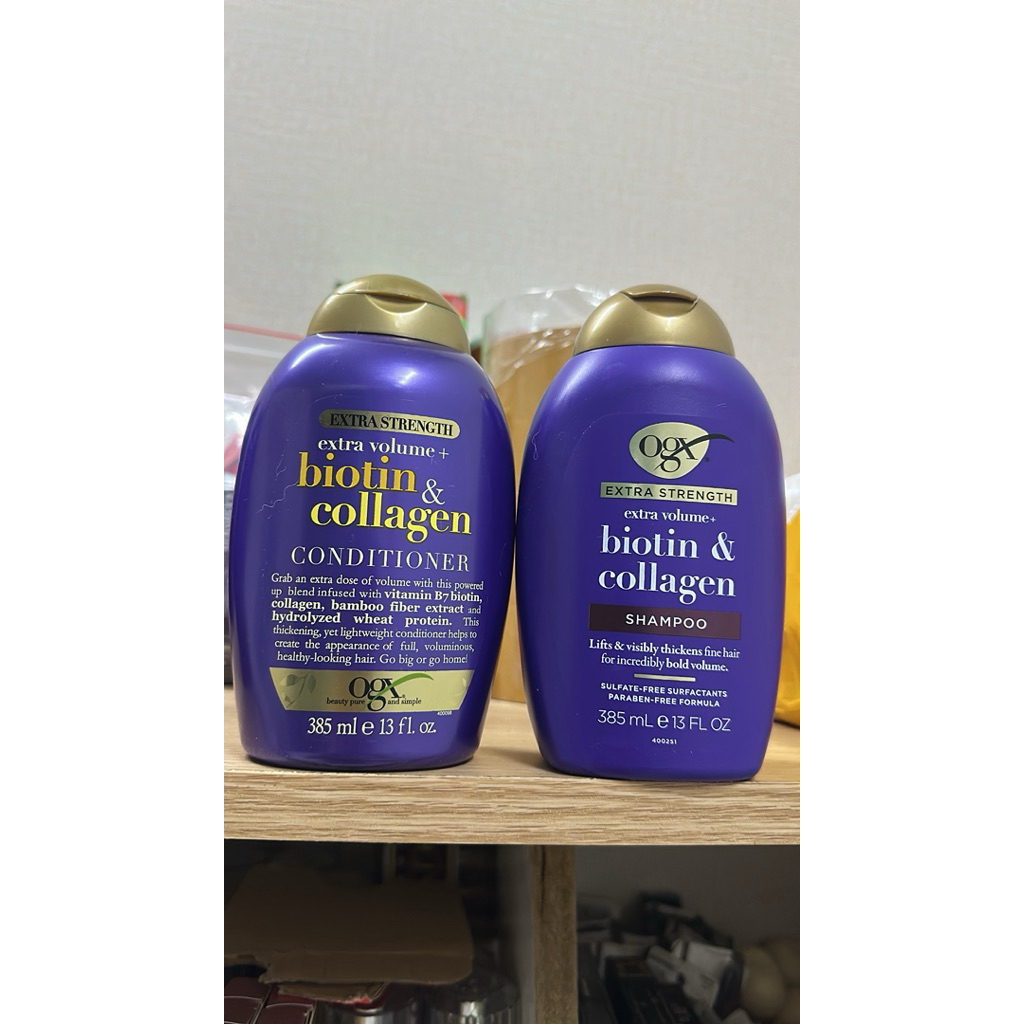 EXTRA STRENGTH
extra volume +
biotin &
collagen
CONDITIONER
Grab an extra dose of volume with this powered
up blend infused with vitamin B7 biotin,
collagen, bamboo fiber extract and
hydrolyzed wheat protein. This
thickening, yet lightweight conditioner helps to
create the appearance of full, voluminous,
healthy-looking hair. Go big or go home!
ogx
beauty pure and simple
400098
385 ml e 13 fl. oz.
ogx
EXTRA STRENGTH
extra volume+
biotin &
collagen
SHAMPOO
Lifts & visibly thickens fine hair
for incredibly bold volume.
SULFATE-FREE SURFACTANTS
PARABEN-FREE FORMULA
385 mL e 13 FL OZ
400251